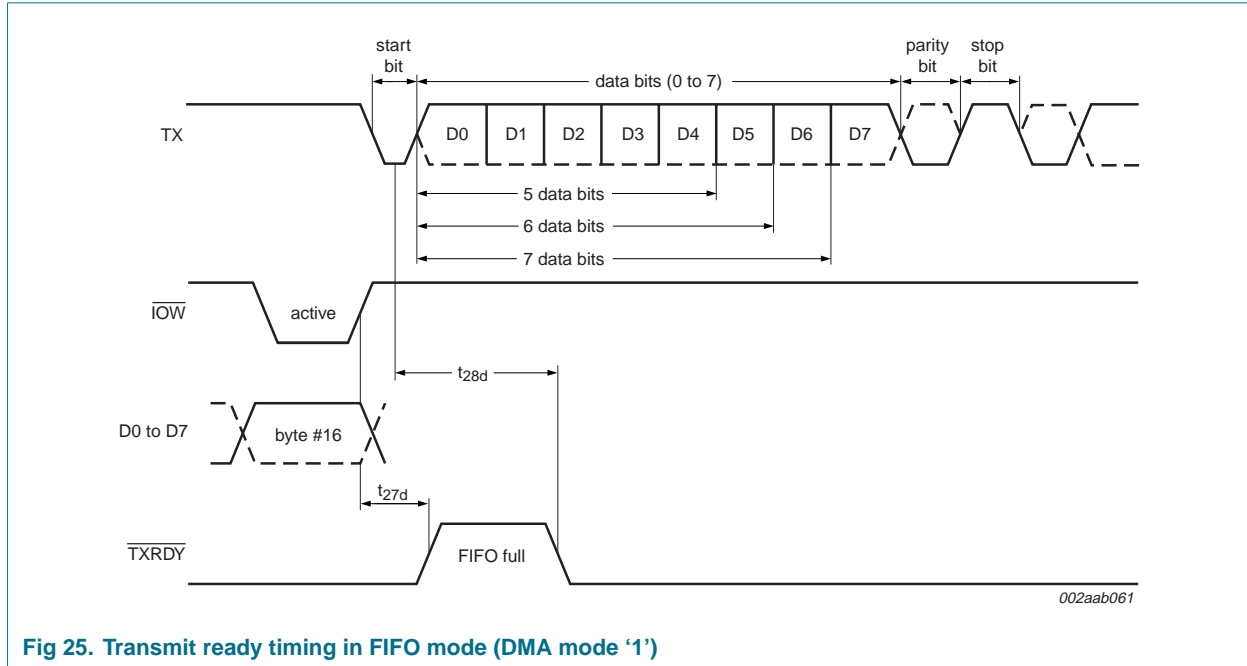 start
bit
data bits (0 to 7)
parity
bit
stop
bit
TX
D0 D1 D2 D3 D4 D5 D6 D7
5 data bits
6 data bits
7 data bits
IOW
active
t28d
D0 to D7
byte #16
t27d
TXRDY
FIFO full
002aab061
Fig 25. Transmit ready timing in FIFO mode (DMA mode ‘1’)